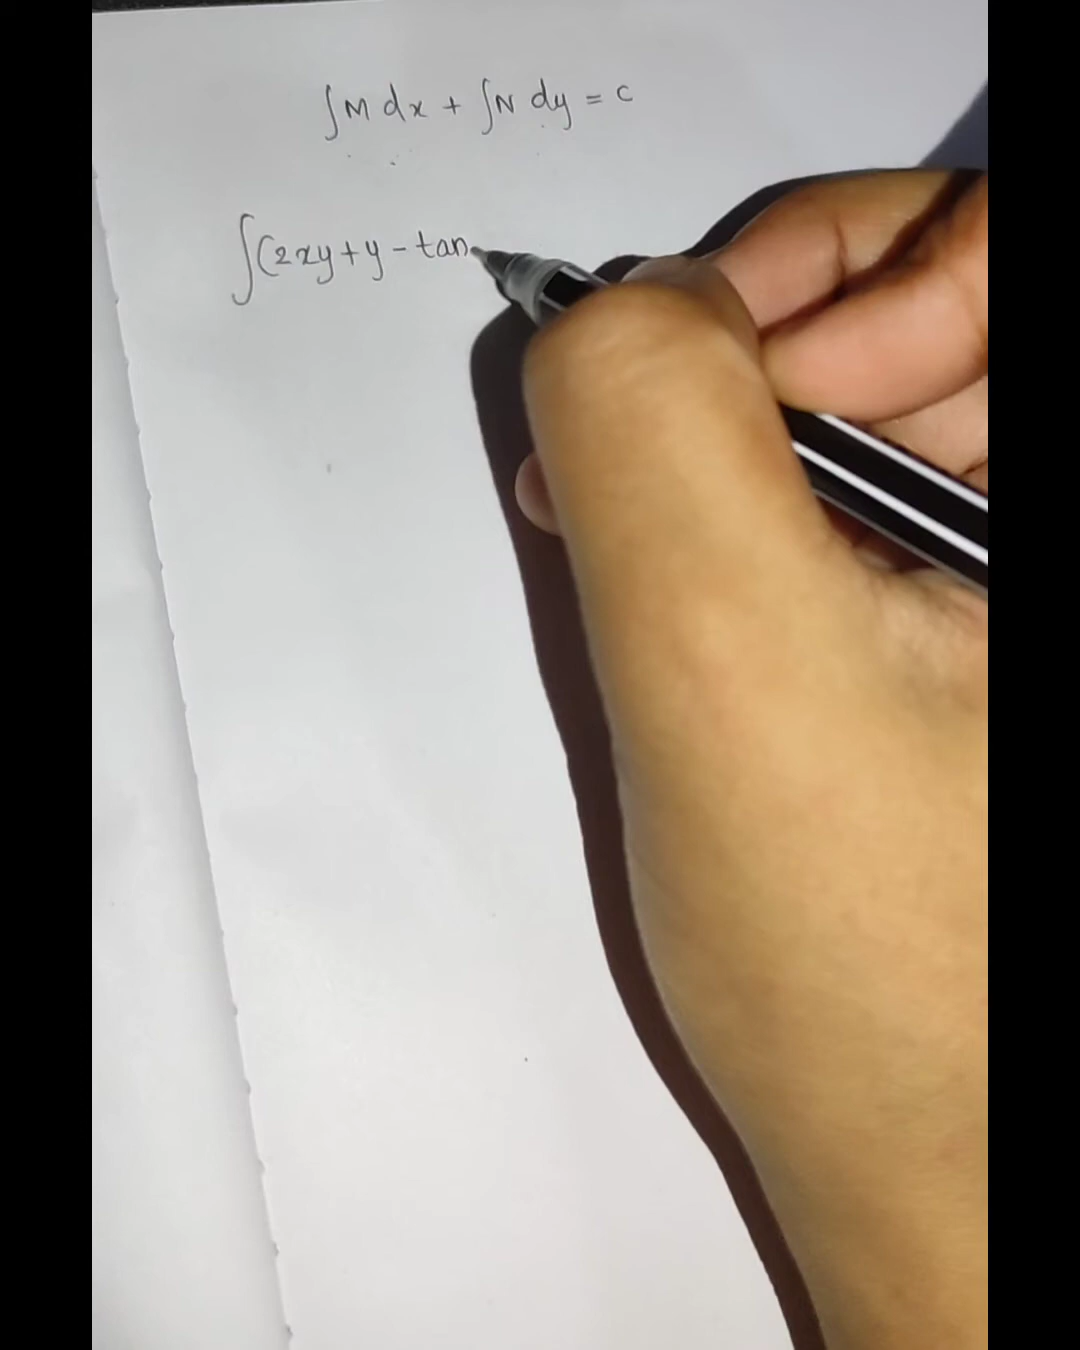 ∫M dx + ∫N dy = c
∫(2xy+y - tan